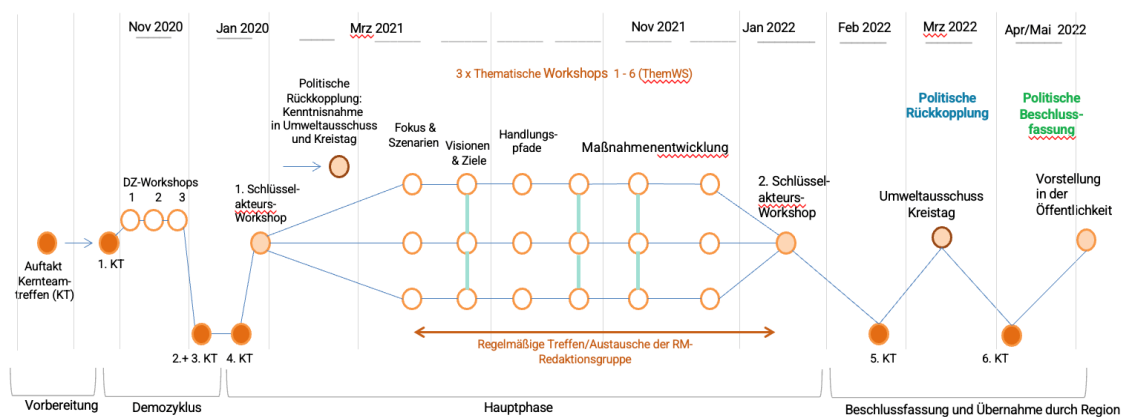 Nov 2020
Jan 2020
Mrz 2021
Nov 2021
Jan 2022
Feb 2022
Mrz 2022
Apr/Mai 2022
3 x Thematische Workshops 1 - 6 (ThemWS)
Politische
Rückkopplung:
Kenntnisnahme
in Umweltausschuss
und Kreistag
Politische
Rückkopplung
Politische
Beschluss-
fassung
Fokus &
Szenarien
Visionen
& Ziele
Handlungs-
pfade
Maßnahmenentwicklung
DZ-Workshops
1 2 3
1. Schlüssel-
akteurs-
Workshop
2. Schlüssel-
akteurs-
Workshop
Umweltausschuss
Kreistag
Vorstellung
in der
Öffentlichkeit
Auftakt
Kernteam-
treffen (KT)
1. KT
2.+ 3. KT
4. KT
Regelmäßige Treffen/Austausche der RM-
Redaktionsgruppe
5. KT
6. KT
Vorbereitung
Demozyklus
Hauptphase
Beschlussfassung und Übernahme durch Region